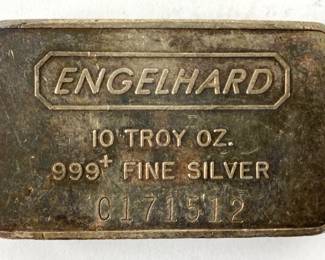 ENGELHARD
10 TROY OZ.
999+ FINE SILVER
C171512